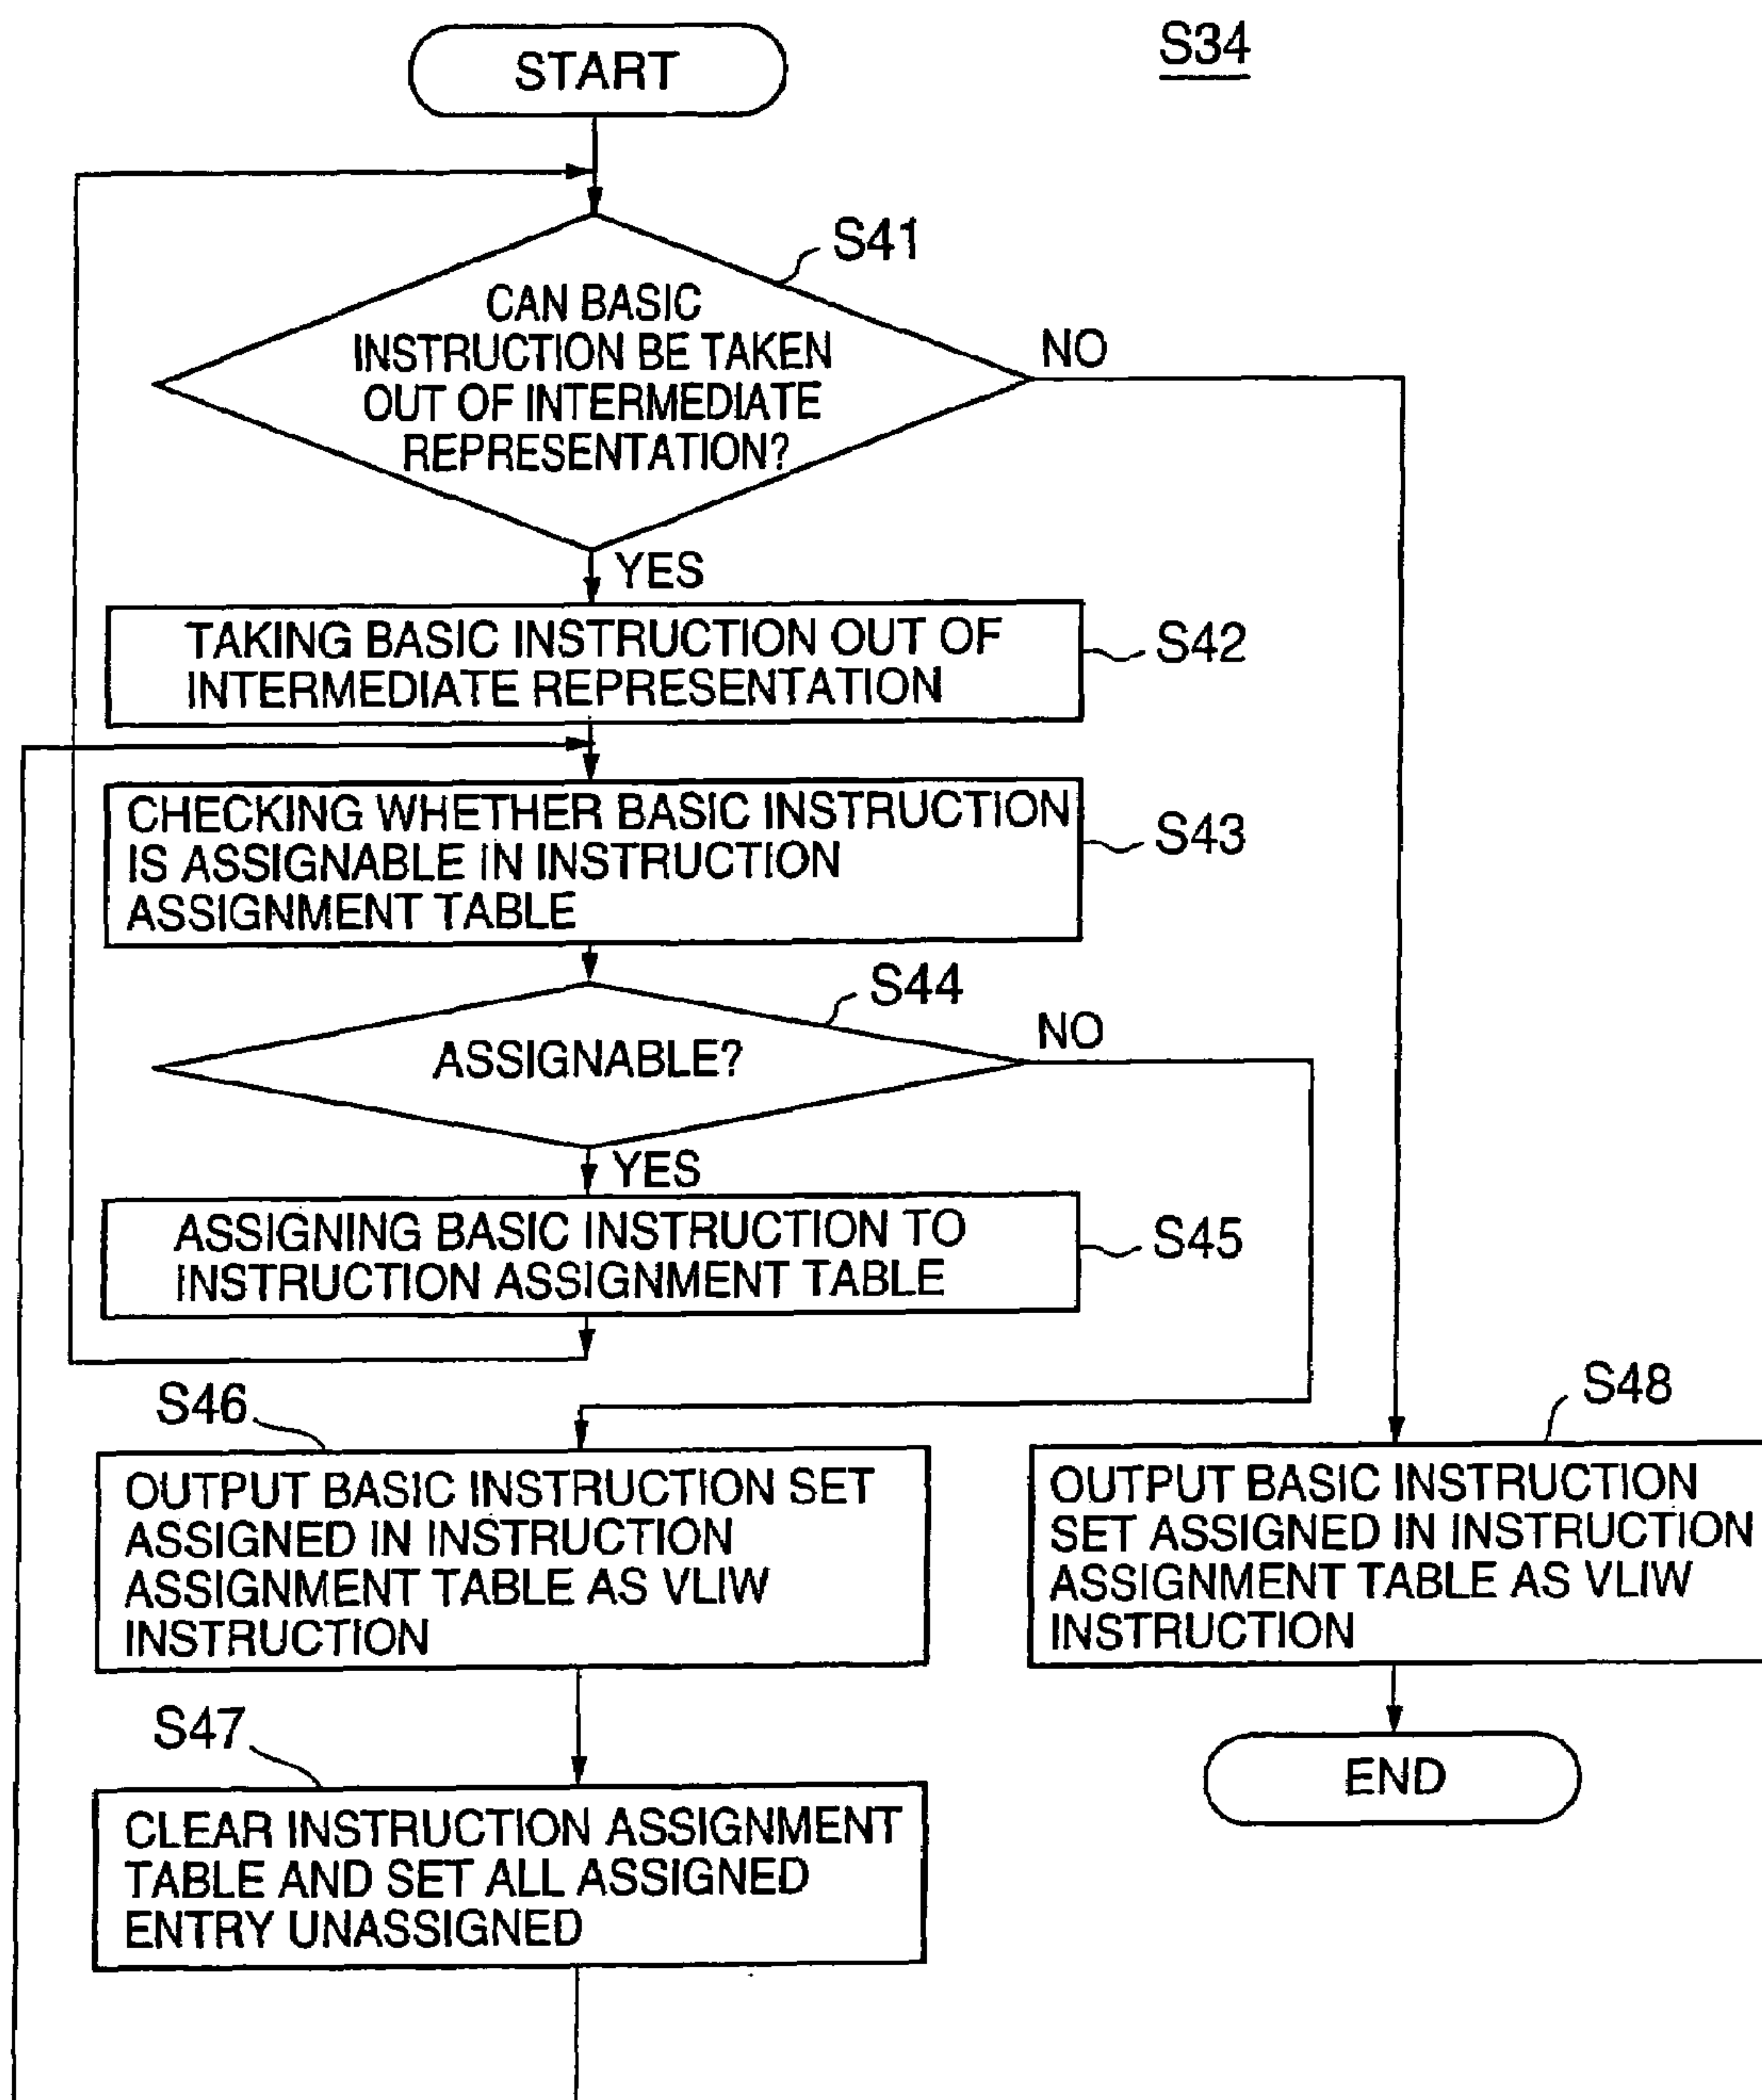 START
S34
S41
CAN BASIC
INSTRUCTION BE TAKEN
OUT OF INTERMEDIATE
REPRESENTATION?
NO
YES
TAKING BASIC INSTRUCTION OUT OF
INTERMEDIATE REPRESENTATION
S42
CHECKING WHETHER BASIC INSTRUCTION
IS ASSIGNABLE IN INSTRUCTION
ASSIGNMENT TABLE
S43
S44
ASSIGNABLE?
NO
YES
ASSIGNING BASIC INSTRUCTION TO
INSTRUCTION ASSIGNMENT TABLE
S45
S46
OUTPUT BASIC INSTRUCTION SET
ASSIGNED IN INSTRUCTION
ASSIGNMENT TABLE AS VLIW
INSTRUCTION
S48
OUTPUT BASIC INSTRUCTION
SET ASSIGNED IN INSTRUCTION
ASSIGNMENT TABLE AS VLIW
INSTRUCTION
S47
CLEAR INSTRUCTION ASSIGNMENT
TABLE AND SET ALL ASSIGNED
ENTRY UNASSIGNED
END